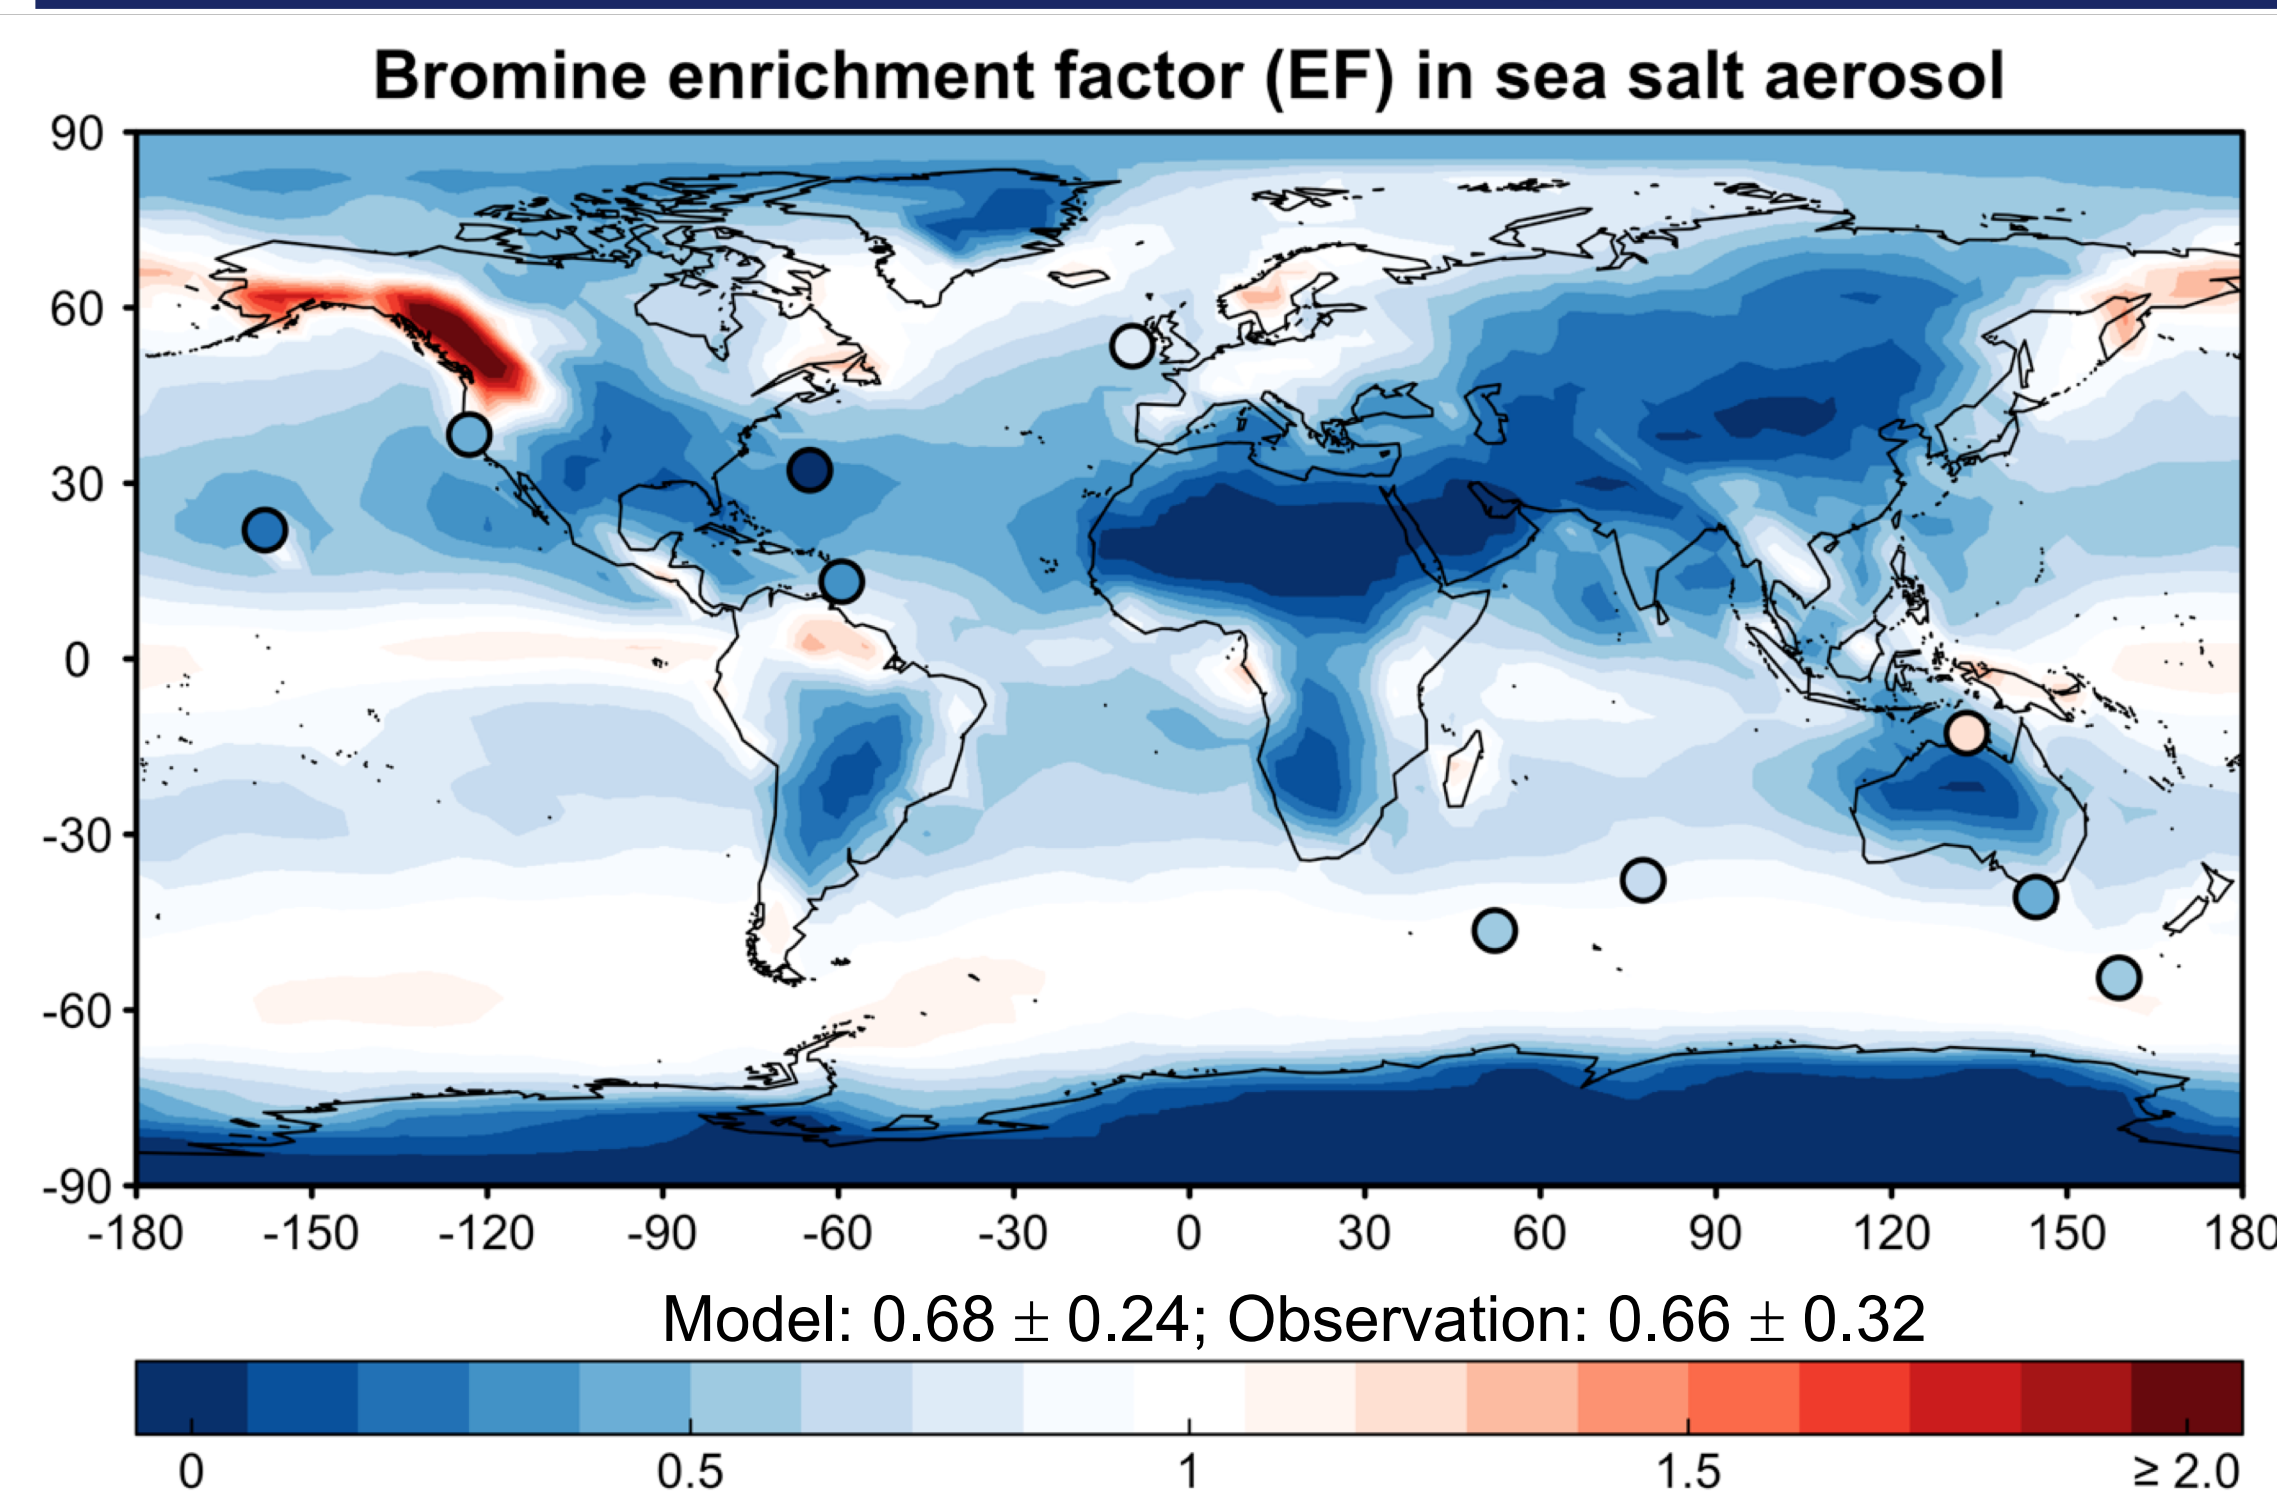 Bromine enrichment factor (EF) in sea salt aerosol
90
60
30
0
-30
-60
-90
-180 -150 -120 -90 -60 -30 0 30 60 90 120 150 180
Model: 0.68 ± 0.24; Observation: 0.66 ± 0.32
0 0.5 1 1.5 ≥ 2.0